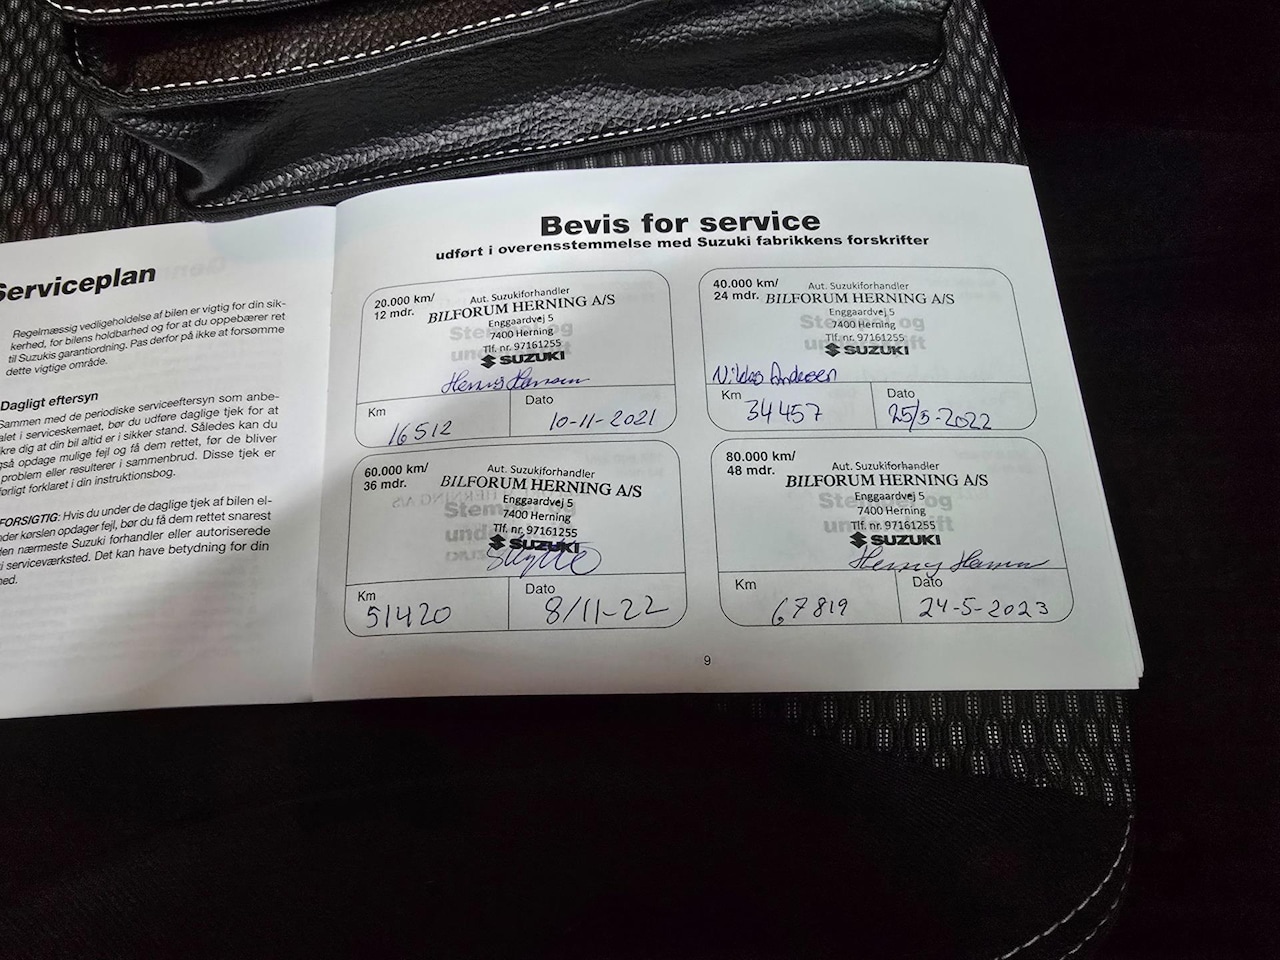 Serviceplan
Regelmæssig vedligeholdelse af bilen er vigtig for din sik-
kerhed, for bilens holdbarhed og for at du oppebærer ret
til Suzukis garantiordning. Pas derfor på ikke at forsømme
dette vigtige område.
Dagligt eftersyn
Sammen med de periodiske serviceeftersyn som anbe-
falet i serviceskemaet, bør du udføre daglige tjek for at
sikre dig at din bil altid er i sikker stand. Således kan du
også opdage mulige fejl og få dem rettet, før de bliver
problem eller resulterer i sammenbrud. Disse tjek er
førligt forklaret i din instruktionsbog.
FORSIGTIG: Hvis du under de daglige tjek af bilen el-
nder kørslen opdager fejl, bør du få dem rettet snarest
den nærmeste Suzuki forhandler eller autoriserede
ki serviceværksted. Det kan have betydning for din
hed.
Bevis for service
udført i overensstemmelse med Suzuki fabrikkens forskrifter
20.000 km/
12 mdr.
Aut. Suzukiforhandler
BILFORUM HERNING A/S
Enggaardvej 5
7400 Herning
Tlf. nr. 97161255
SUZUKI
Henny Hansen
Km
16512
Dato
10-11-2021
40.000 km/
24 mdr.
Aut. Suzukiforhandler
BILFORUM HERNING A/S
Enggaardvej 5
7400 Herning
Tlf. nr. 97161255
SUZUKI
Niklas Andersen
Km
34457
Dato
25/5-2022
60.000 km/
36 mdr.
Aut. Suzukiforhandler
BILFORUM HERNING A/S
Enggaardvej 5
7400 Herning
Tlf. nr. 97161255
SUZUKI
Km
51420
Dato
8/11-22
80.000 km/
48 mdr.
Aut. Suzukiforhandler
BILFORUM HERNING A/S
Enggaardvej 5
7400 Herning
Tlf. nr. 97161255
SUZUKI
Henny Hansen
Km
67819
Dato
24-5-2023
9